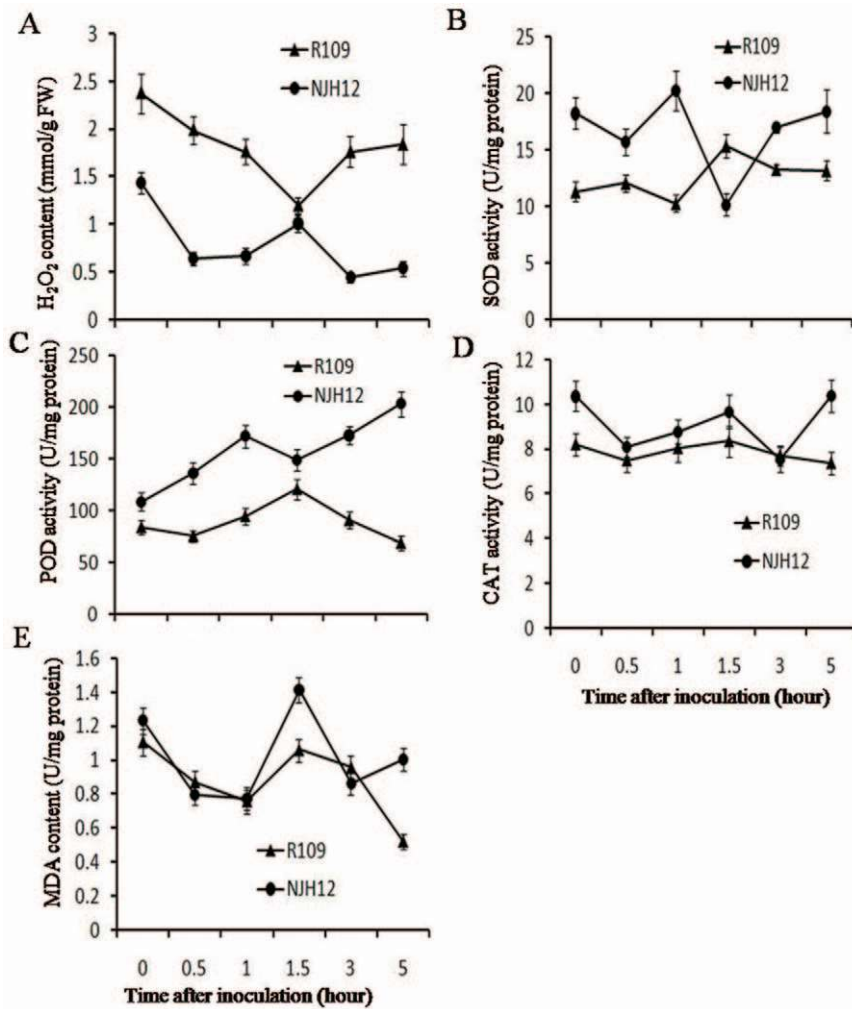 A
H₂O₂ content (mmol/g FW)
3
2.5
2
1.5
1
0.5
0
R109
NJH12
B
SOD activity (U/mg protein)
25
20
15
10
5
0
R109
NJH12
C
POD activity (U/mg protein)
250
200
150
100
50
0
R109
NJH12
D
CAT activity (U/mg protein)
12
10
8
6
4
2
0
R109
NJH12
0 0.5 1 1.5 3 5
Time after inoculation (hour)
E
MDA content (U/mg protein)
1.6
1.4
1.2
1
0.8
0.6
0.4
0.2
0
R109
NJH12
0 0.5 1 1.5 3 5
Time after inoculation (hour)